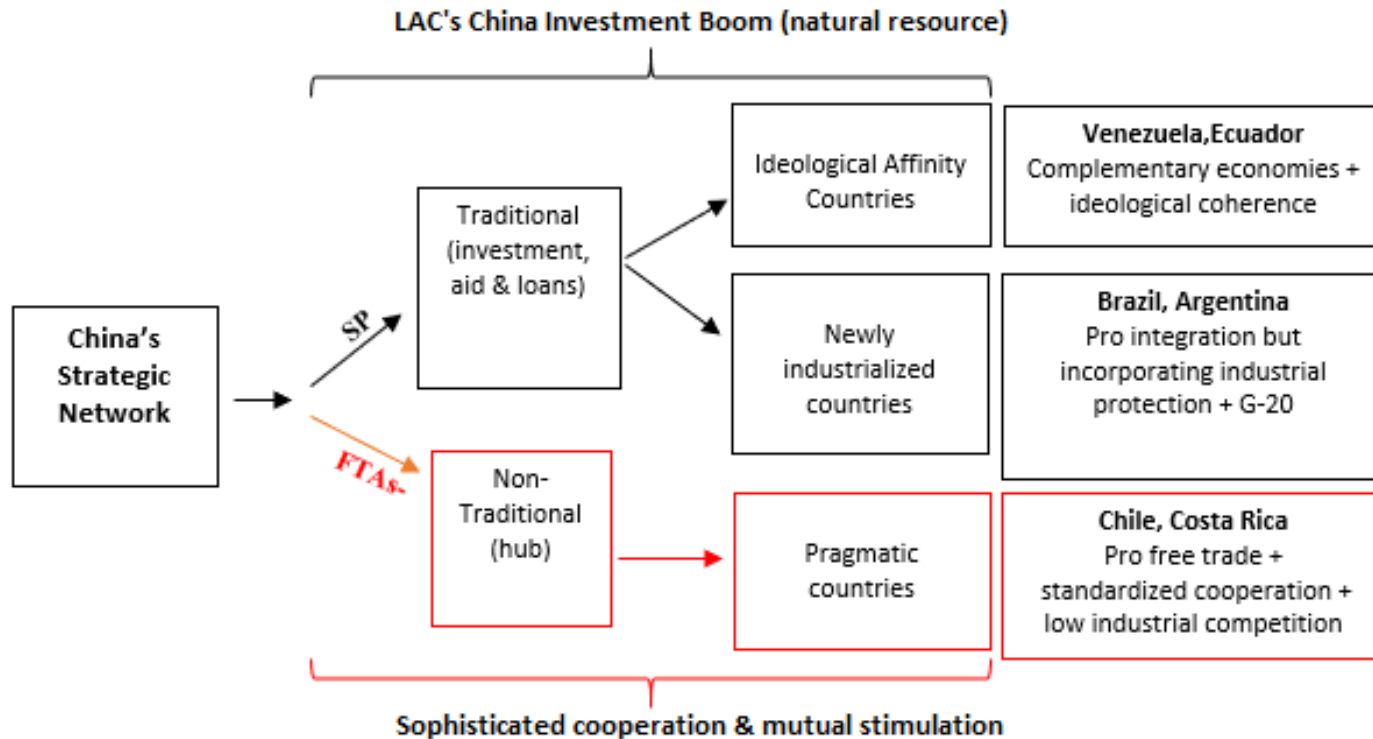 LAC's China Investment Boom (natural resource)
China's
Strategic
Network
SP
FTAs-
Traditional
(investment,
aid & loans)
Non-
Traditional
(hub)
Ideological Affinity
Countries
Newly
industrialized
countries
Pragmatic
countries
Venezuela,Ecuador
Complementary economies +
ideological coherence
Brazil, Argentina
Pro integration but
incorporating industrial
protection + G-20
Chile, Costa Rica
Pro free trade +
standardized cooperation +
low industrial competition
Sophisticated cooperation & mutual stimulation